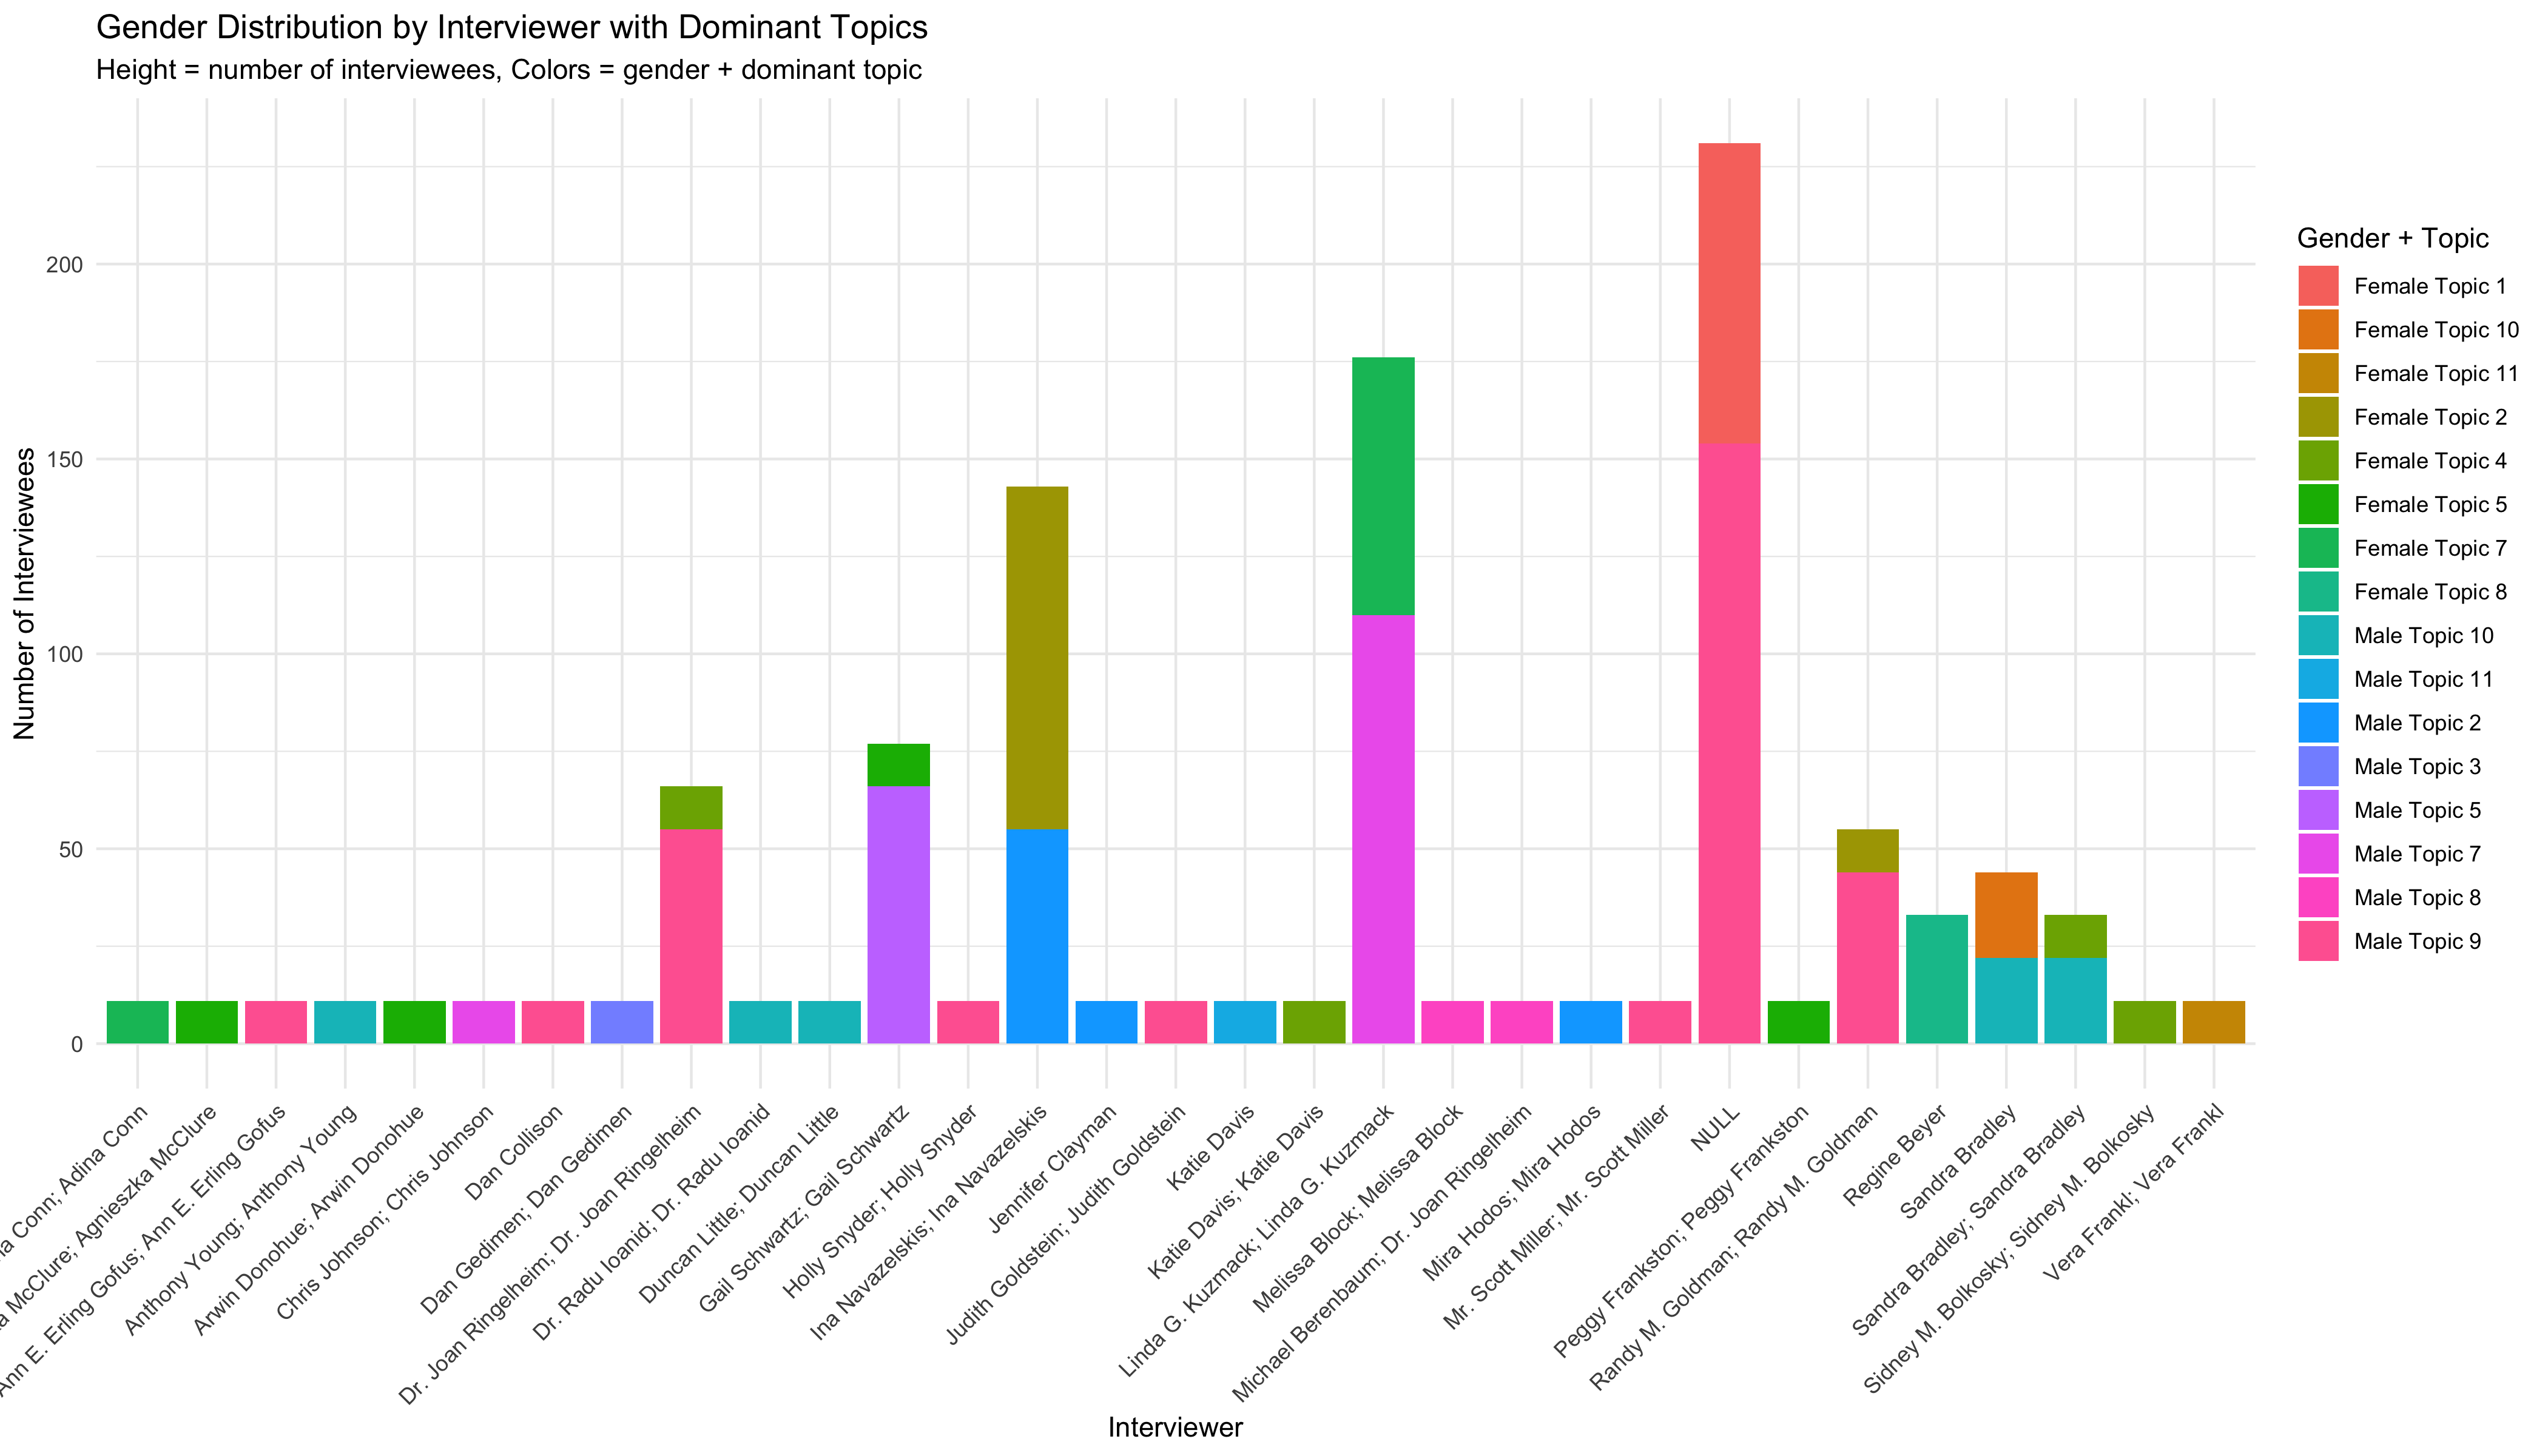 Gender Distribution by Interviewer with Dominant Topics
Height = number of interviewees, Colors = gender + dominant topic
Number of Interviewees
200
150
100
50
0
na Conn; Adina Conn
a McClure; Agnieszka McClure
Ann E. Erling Gofus; Ann E. Erling Gofus
Anthony Young; Anthony Young
Arwin Donohue; Arwin Donohue
Chris Johnson; Chris Johnson
Dan Collison
Dan Gedimen; Dan Gedimen
Dr. Joan Ringelheim; Dr. Joan Ringelheim
Dr. Radu Ioanid; Dr. Radu Ioanid
Duncan Little; Duncan Little
Gail Schwartz; Gail Schwartz
Holly Snyder; Holly Snyder
Ina Navazelskis; Ina Navazelskis
Jennifer Clayman
Judith Goldstein; Judith Goldstein
Katie Davis
Katie Davis; Katie Davis
Linda G. Kuzmack; Linda G. Kuzmack
Melissa Block; Melissa Block
Michael Berenbaum; Dr. Joan Ringelheim
Mira Hodos; Mira Hodos
Mr. Scott Miller; Mr. Scott Miller
NULL
Peggy Frankston; Peggy Frankston
Randy M. Goldman; Randy M. Goldman
Regine Beyer
Sandra Bradley
Sandra Bradley; Sandra Bradley
Sidney M. Bolkosky; Sidney M. Bolkosky
Vera Frankl; Vera Frankl
Interviewer
Gender + Topic
Female Topic 1
Female Topic 10
Female Topic 11
Female Topic 2
Female Topic 4
Female Topic 5
Female Topic 7
Female Topic 8
Male Topic 10
Male Topic 11
Male Topic 2
Male Topic 3
Male Topic 5
Male Topic 7
Male Topic 8
Male Topic 9